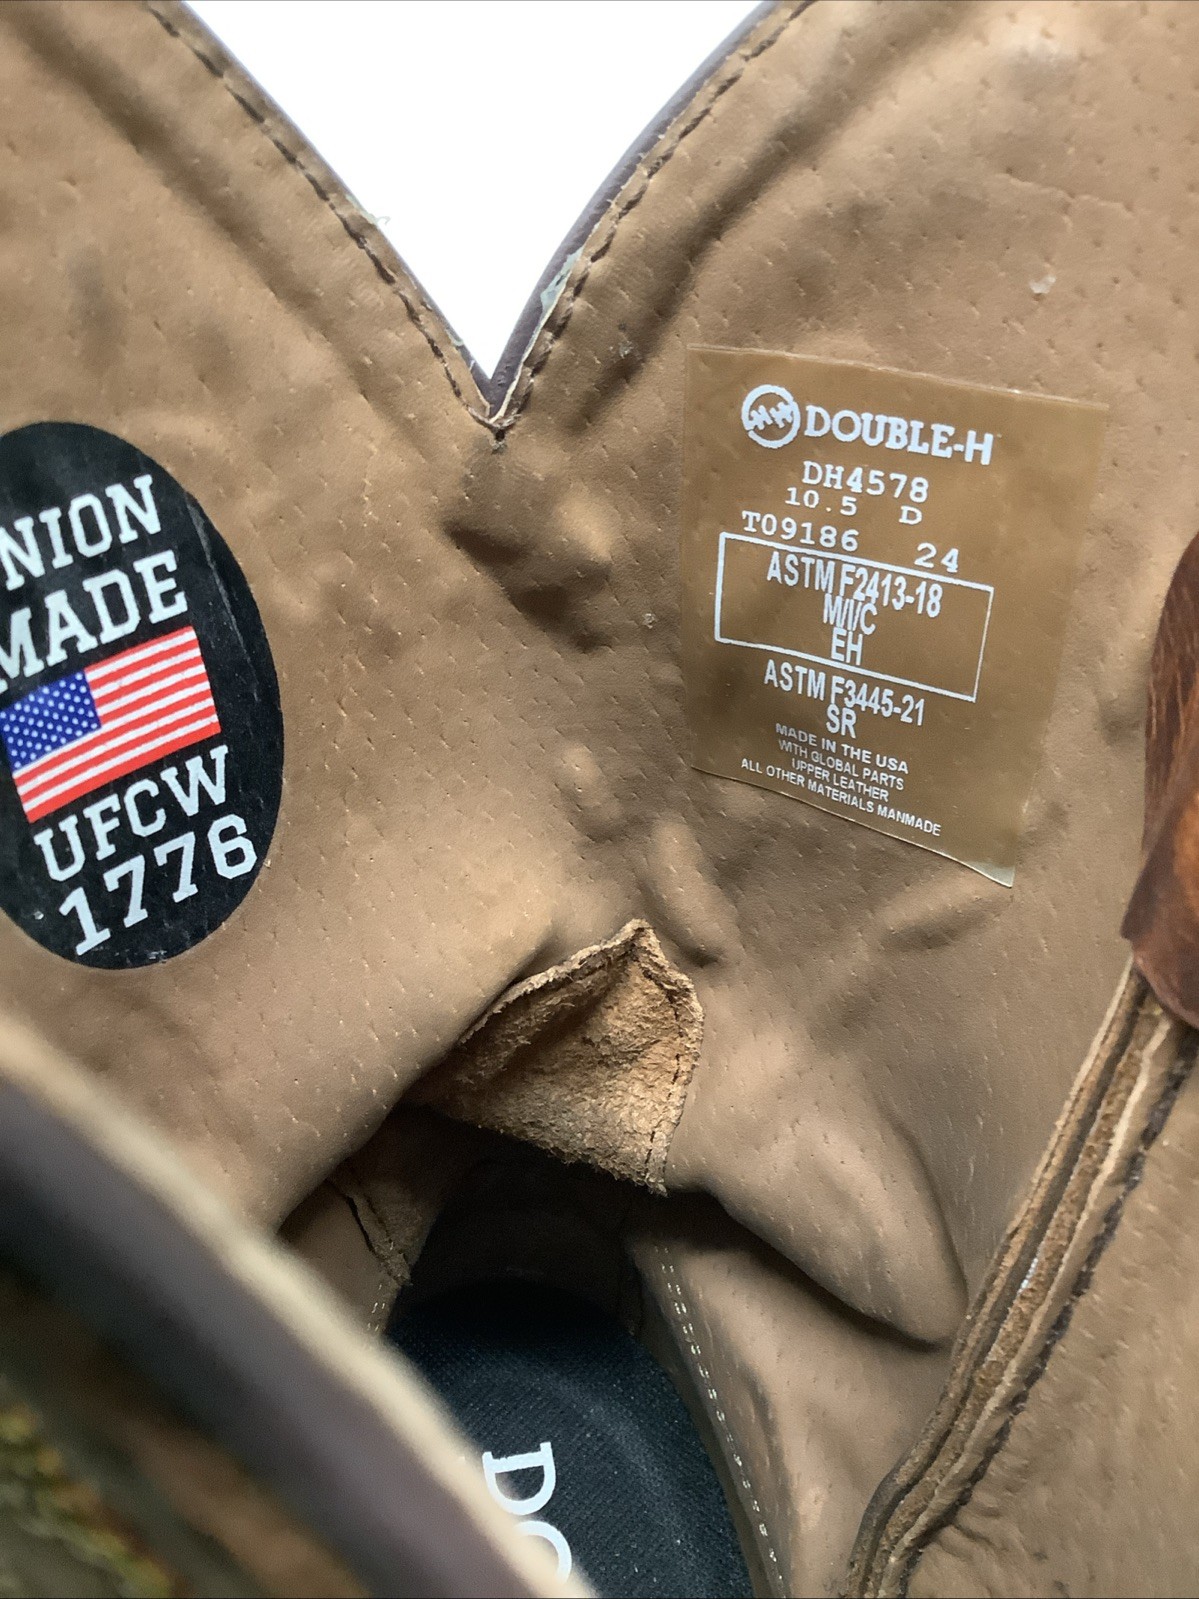 MADE
UFCW
1776
DOUBLE-H
DH4578
10.5 D
T09186 24
ASTM F2413-18
M/I/C
EH
ASTM F3445-21
SR
MADE IN THE USA
WITH GLOBAL PARTS
UPPER LEATHER
ALL OTHER MATERIALS MANMADE